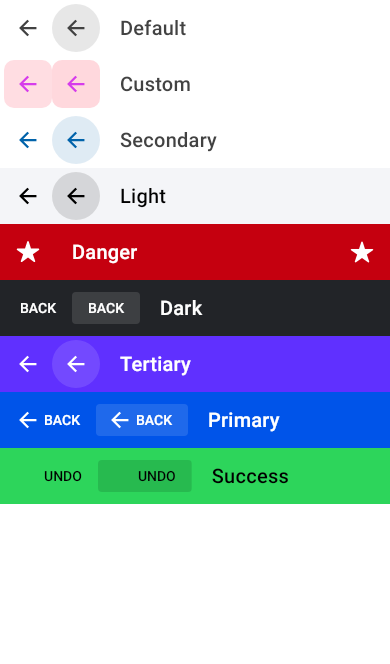 Default
Custom
Secondary
Light
Danger
BACK BACK Dark
Tertiary
BACK BACK Primary
UNDO UNDO Success